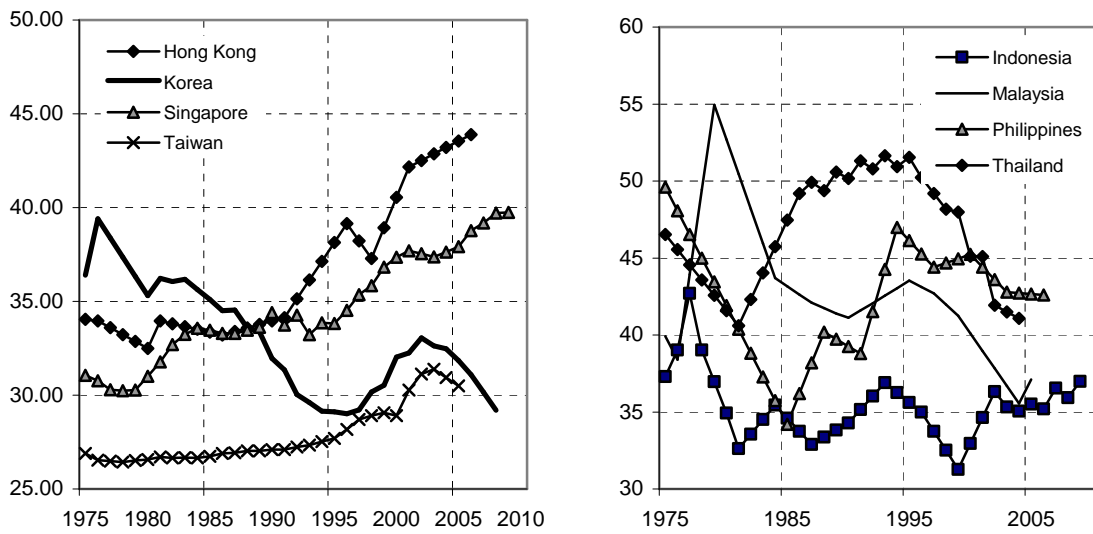 50.00
45.00
40.00
35.00
30.00
25.00
Hong Kong
Korea
Singapore
Taiwan
1975 1980 1985 1990 1995 2000 2005 2010
60
55
50
45
40
35
30
Indonesia
Malaysia
Philippines
Thailand
1975 1985 1995 2005